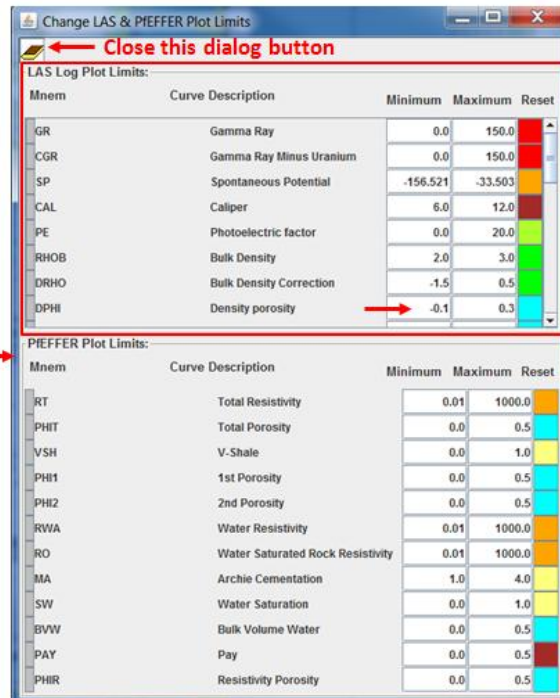 Change LAS & PfEFFER Plot Limits
Close this dialog button
LAS Log Plot Limits:
Mnem Curve Description Minimum Maximum Reset
GR Gamma Ray 0.0 150.0
CGR Gamma Ray Minus Uranium 0.0 150.0
SP Spontaneous Potential -156.521 -33.503
CAL Caliper 6.0 12.0
PE Photoelectric factor 0.0 20.0
RHOB Bulk Density 2.0 3.0
DRHO Bulk Density Correction -1.5 0.5
DPHI Density porosity -0.1 0.3
PfEFFER Plot Limits:
Mnem Curve Description Minimum Maximum Reset
RT Total Resistivity 0.01 1000.0
PHIT Total Porosity 0.0 0.5
VSH V-Shale 0.0 1.0
PHI1 1st Porosity 0.0 0.5
PHI2 2nd Porosity 0.0 0.5
RWA Water Resistivity 0.01 1000.0
RO Water Saturated Rock Resistivity 0.01 1000.0
MA Archie Cementation 1.0 4.0
SW Water Saturation 0.0 1.0
BVW Bulk Volume Water 0.0 0.5
PAY Pay 0.0 0.5
PHIR Resistivity Porosity 0.0 0.5